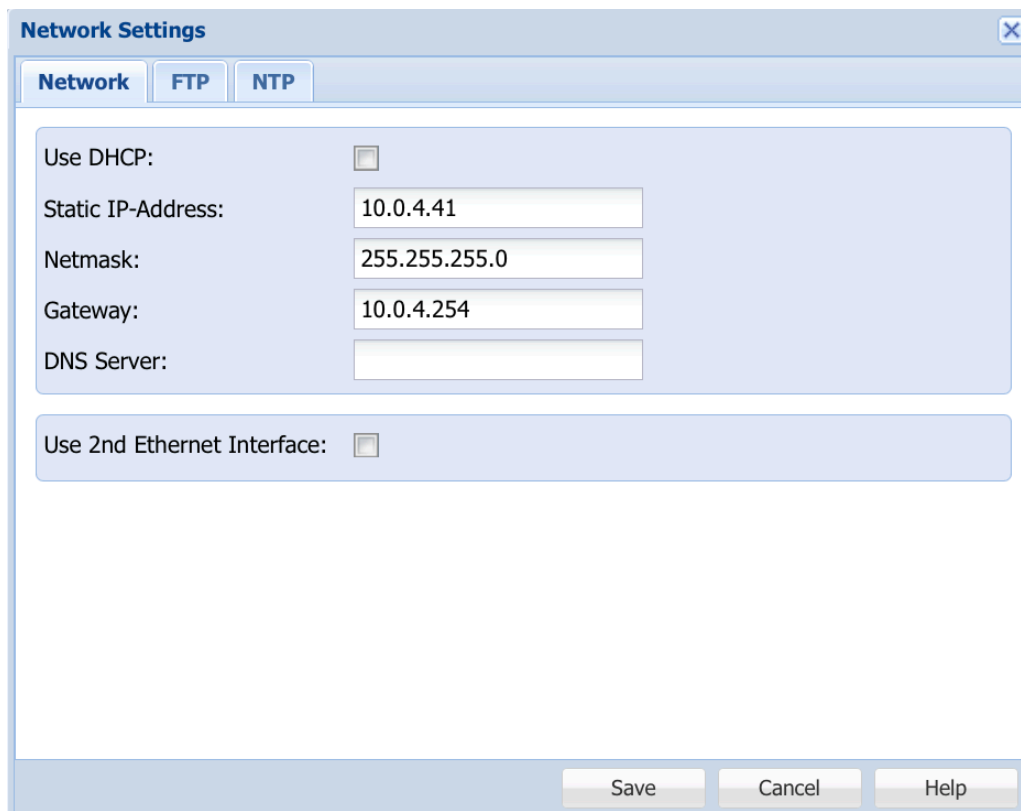 Network Settings
Network FTP NTP
Use DHCP:
Static IP-Address: 10.0.4.41
Netmask: 255.255.255.0
Gateway: 10.0.4.254
DNS Server:
Use 2nd Ethernet Interface:
Save Cancel Help